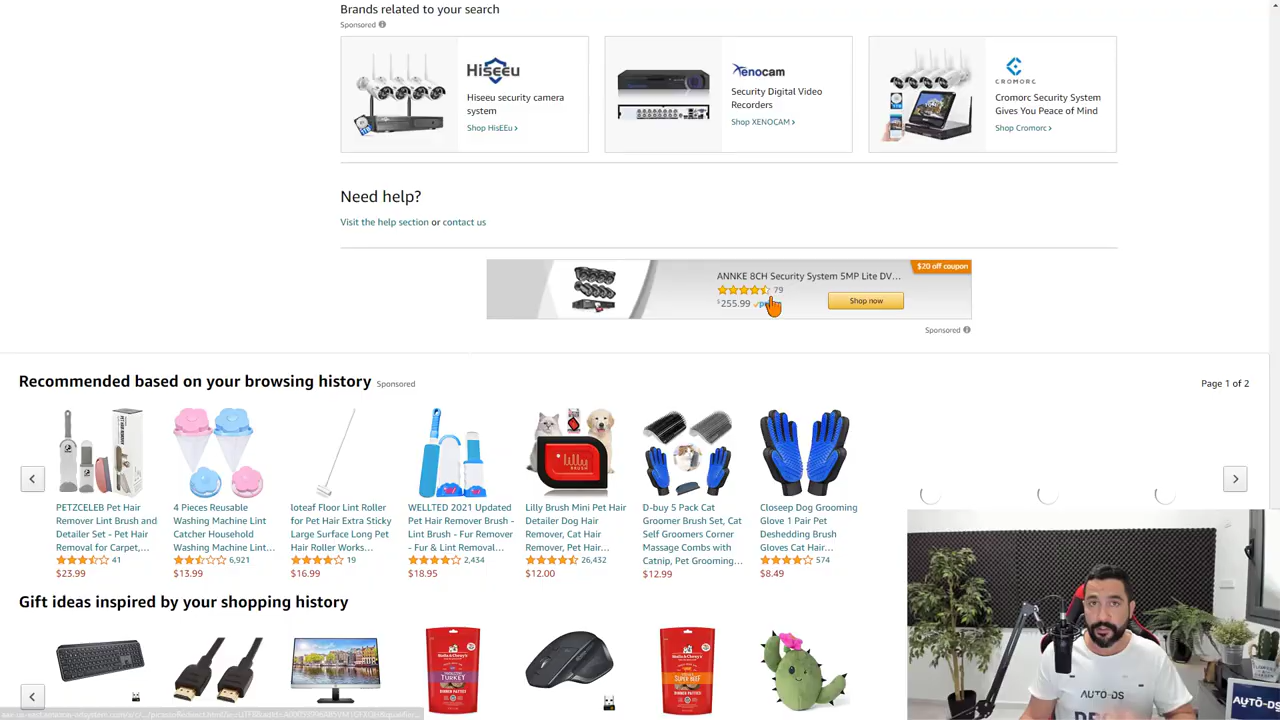 Brands related to your search
Sponsored
Hiseeu
Hiseeu security camera
system
Shop HisEEu
Xenocam
Security Digital Video
Recorders
Shop XENOCAM
CROMORC
Cromorc Security System
Gives You Peace of Mind
Shop Cromorc
Need help?
Visit the help section or contact us
$20 off coupon
ANNKE 8CH Security System 5MP Lite DV...
79
$255.99
Shop now
Sponsored
Recommended based on your browsing history Sponsored
Page 1 of 2
PETZCELEB Pet Hair
Remover Lint Brush and
Detailer Set - Pet Hair
Removal for Carpet,...
41
$23.99
4 Pieces Reusable
Washing Machine Lint
Catcher Household
Washing Machine Lint...
6,921
$13.99
loteaf Floor Lint Roller
for Pet Hair Extra Sticky
Large Surface Long Pet
Hair Roller Works...
19
$16.99
WELLTED 2021 Updated
Pet Hair Remover Brush -
Lint Brush - Fur Remover
- Fur & Lint Removal...
2,434
$18.95
lilly
BRUSH
Lilly Brush Mini Pet Hair
Detailer Dog Hair
Remover, Cat Hair
Remover, Pet Hair...
26,432
$12.00
D-buy 5 Pack Cat
Groomer Brush Set, Cat
Self Groomers Corner
Massage Combs with
Catnip, Pet Grooming...
$12.99
Closeep Dog Grooming
Glove 1 Pair Pet
Deshedding Brush
Gloves Cat Hair...
574
$8.49
Gift ideas inspired by your shopping history
TURKEY
SUPER BEEF
AUTO-DS
AUTO-DS
AUTO-DS